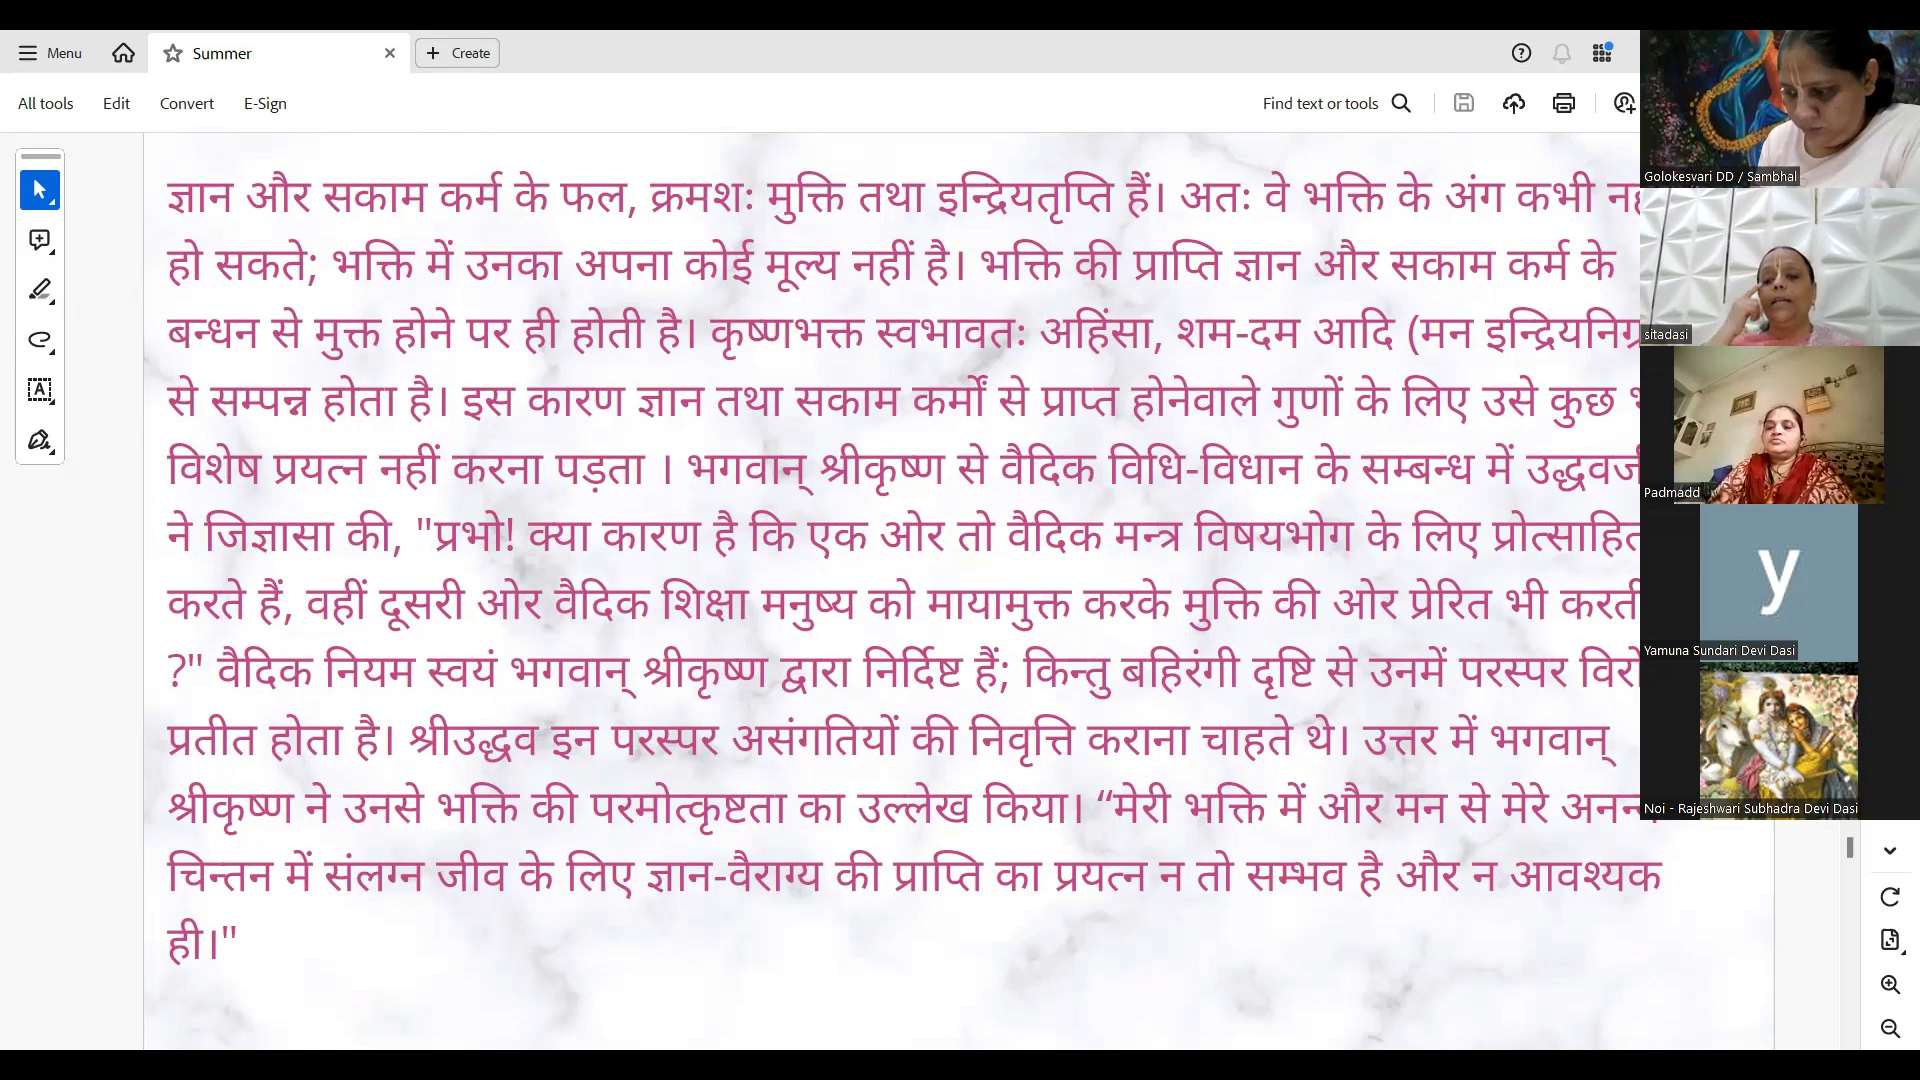 Menu
Summer
Create
All tools
Edit
Convert
E-Sign
Find text or tools
ज्ञान और सकाम कर्म के फल, क्रमशः मुक्ति तथा इन्द्रियतृप्ति हैं। अतः वे भक्ति के अंग कभी
हो सकते; भक्ति में उनका अपना कोई मूल्य नहीं है। भक्ति की प्राप्ति ज्ञान और सकाम कर्म के
बन्धन से मुक्त होने पर ही होती है। कृष्णभक्त स्वभावतः अहिंसा, शम-दम आदि (मन
से सम्पन्न होता है। इस कारण ज्ञान तथा सकाम कर्मों से प्राप्त होनेवाले गुणों के लिए उसे कुछ
विशेष प्रयत्न नहीं करना पड़ता । भगवान् श्रीकृष्ण से वैदिक विधि-विधान के सम्बन्ध में
ने जिज्ञासा की, "प्रभो! क्या कारण है कि एक ओर तो वैदिक मन्त्र विषयभोग के लिए प्रोत्साहित
करते हैं, वहीं दूसरी ओर वैदिक शिक्षा मनुष्य को मायामुक्त करके मुक्ति की ओर प्रेरित भी करती
?" वैदिक नियम स्वयं भगवान् श्रीकृष्ण द्वारा निर्दिष्ट हैं; किन्तु बहिरंगी दृष्टि से उनमें परस्पर
प्रतीत होता है। श्रीउद्धव इन परस्पर असंगतियों की निवृत्ति कराना चाहते थे। उत्तर में भगवान्
श्रीकृष्ण ने उनसे भक्ति की परमोत्कृष्टता का उल्लेख किया। “मेरी भक्ति में और मन से मेरे
चिन्तन में संलग्न जीव के लिए ज्ञान-वैराग्य की प्राप्ति का प्रयत्न न तो सम्भव है और न आवश्यक
ही।"
Golokesvari DD / Sambhal
sitadasi
Padmadd
y
Yamuna Sundari Devi Dasi
Noi - Rajeshwari Subhadra Devi Dasi